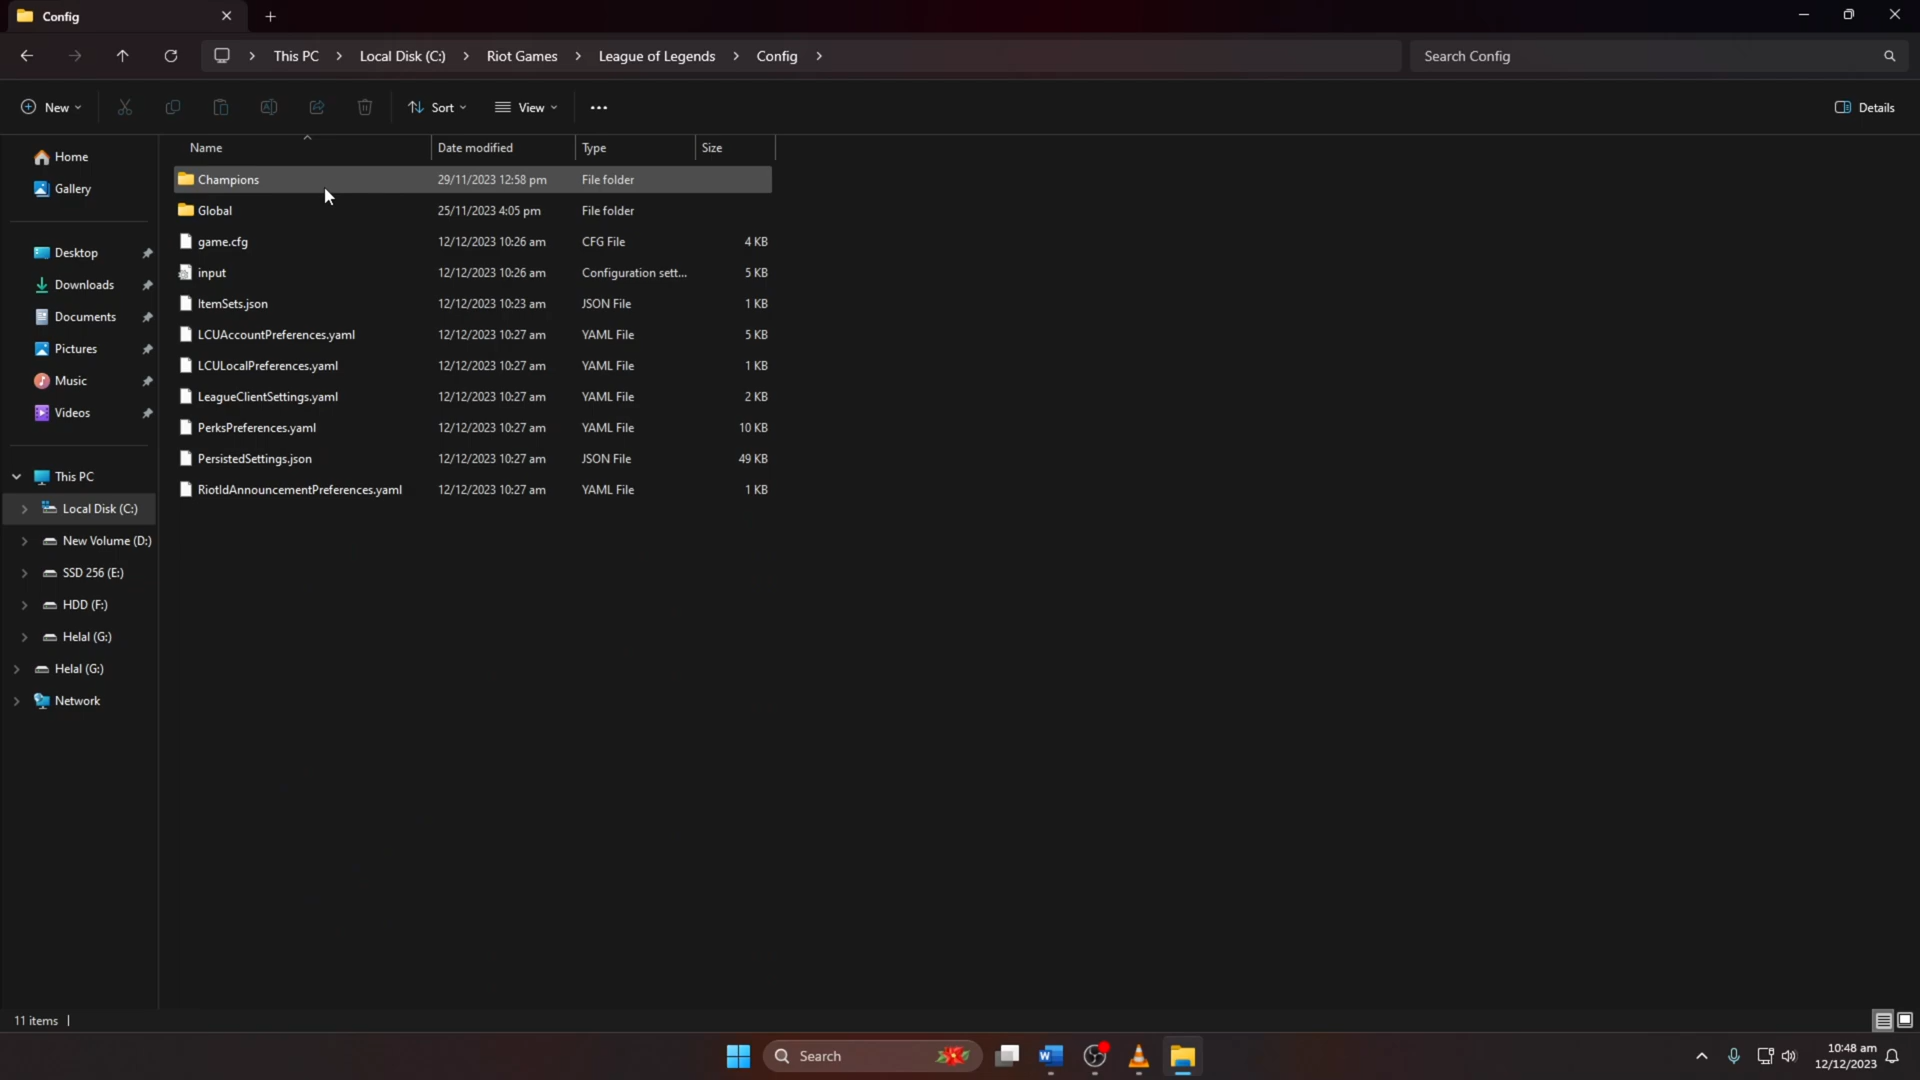 Config
This PC > Local Disk (C:) > Riot Games > League of Legends > Config >
Search Config
New
Sort
View
Details
Name
Date modified
Type
Size
Home
Gallery
Desktop
Downloads
Documents
Pictures
Music
Videos
This PC
Local Disk (C:)
New Volume (D:)
SSD 256 (E:)
HDD (F:)
Helal (G:)
Helal (G:)
Network
Champions 29/11/2023 12:58 pm File folder
Global 25/11/2023 4:05 pm File folder
game.cfg 12/12/2023 10:26 am CFG File 4 KB
input 12/12/2023 10:26 am Configuration sett... 5 KB
ItemSets.json 12/12/2023 10:23 am JSON File 1 KB
LCUAccountPreferences.yaml 12/12/2023 10:27 am YAML File 5 KB
LCULocalPreferences.yaml 12/12/2023 10:27 am YAML File 1 KB
LeagueClientSettings.yaml 12/12/2023 10:27 am YAML File 2 KB
PerksPreferences.yaml 12/12/2023 10:27 am YAML File 10 KB
PersistedSettings.json 12/12/2023 10:27 am JSON File 49 KB
RiotIdAnnouncementPreferences.yaml 12/12/2023 10:27 am YAML File 1 KB
11 items
Search
10:48 am
12/12/2023